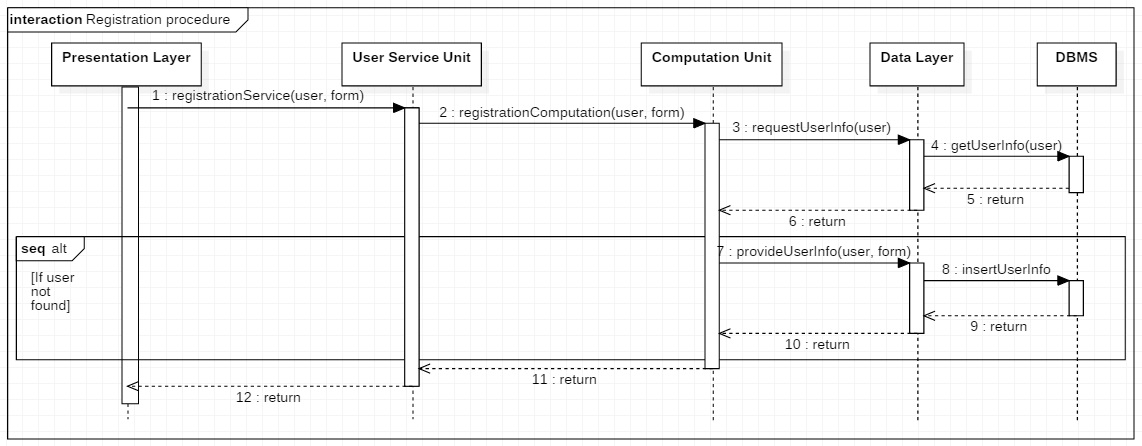 interaction Registration procedure
Presentation Layer
User Service Unit
Computation Unit
Data Layer
DBMS
1 : registrationService(user, form)
2 : registrationComputation(user, form)
3 : requestUserInfo(user)
4 : getUserInfo(user)
5 : return
6 : return
seq alt
[If user
not
found]
7 : provideUserInfo(user, form)
8 : insertUserInfo
9 : return
10 : return
11 : return
12 : return